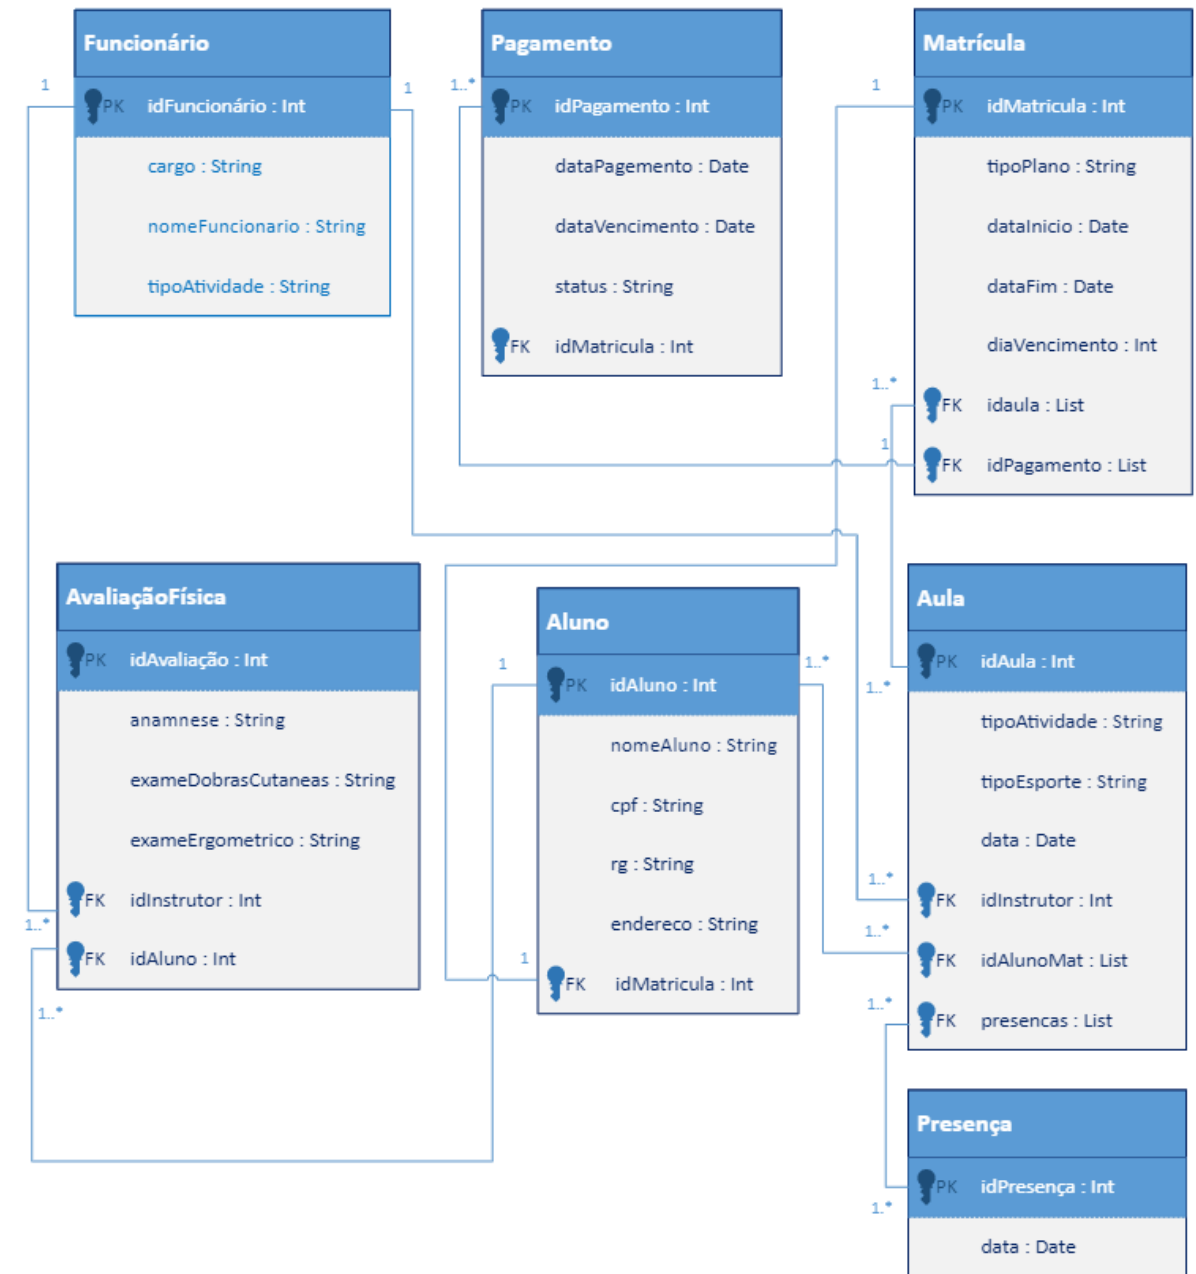 Funcionário
1
1
PK idFuncionário : Int
cargo : String
nomeFuncionario : String
tipoAtividade : String
Pagamento
1..*
PK idPagamento : Int
dataPagemento : Date
dataVencimento : Date
status : String
FK idMatricula : Int
Matrícula
1
PK idMatricula : Int
tipoPlano : String
dataInicio : Date
dataFim : Date
diaVencimento : Int
1..*
FK idaula : List
1
FK idPagamento : List
AvaliaçãoFísica
PK idAvaliação : Int
anamnese : String
exameDobrasCutaneas : String
exameErgometrico : String
FK idInstrutor : Int
1..*
FK idAluno : Int
1..*
Aluno
1
1..*
PK idAluno : Int
nomeAluno : String
cpf : String
rg : String
endereco : String
1
FK idMatricula : Int
Aula
PK idAula : Int
1..*
tipoAtividade : String
tipoEsporte : String
data : Date
1..*
FK idInstrutor : Int
1..*
FK idAlunoMat : List
1..*
FK presencas : List
Presença
PK idPresença : Int
1.*
data : Date